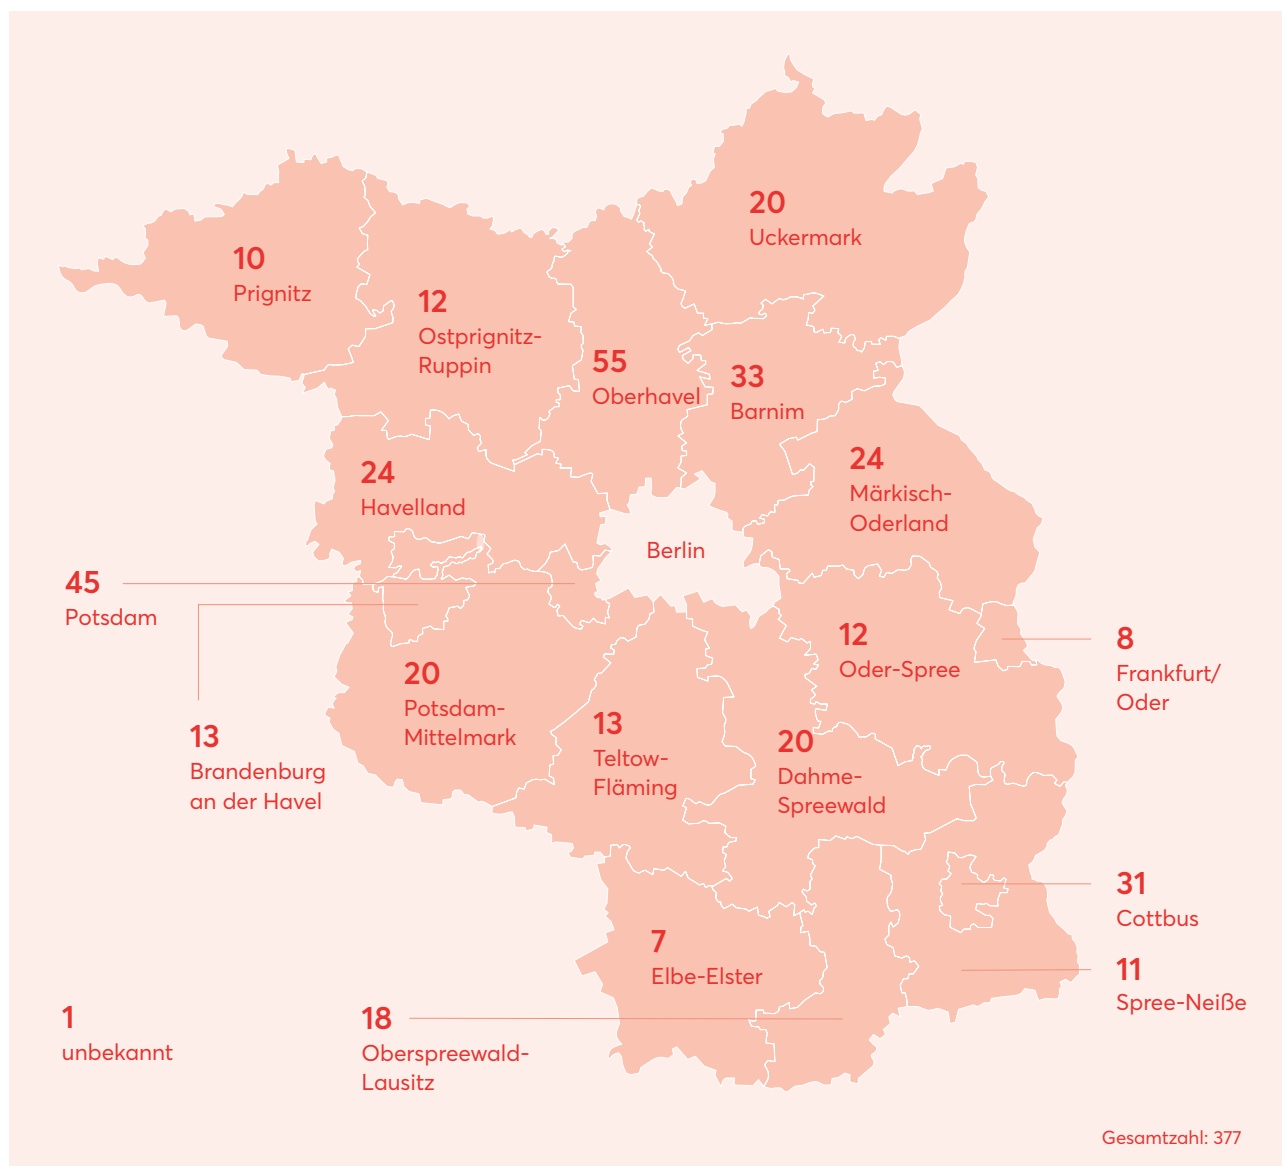 20
Uckermark
10
Prignitz
12
Ostprignitz-
Ruppin
55
Oberhavel
33
Barnim
24
Märkisch-
Oderland
24
Havelland
Berlin
45
Potsdam
12
Oder-Spree
8
Frankfurt/
Oder
20
Potsdam-
Mittelmark
13
Brandenburg
an der Havel
13
Teltow-
Fläming
20
Dahme-
Spreewald
31
Cottbus
7
Elbe-Elster
11
Spree-Neiße
1
unbekannt
18
Oberspreewald-
Lausitz
Gesamtzahl: 377